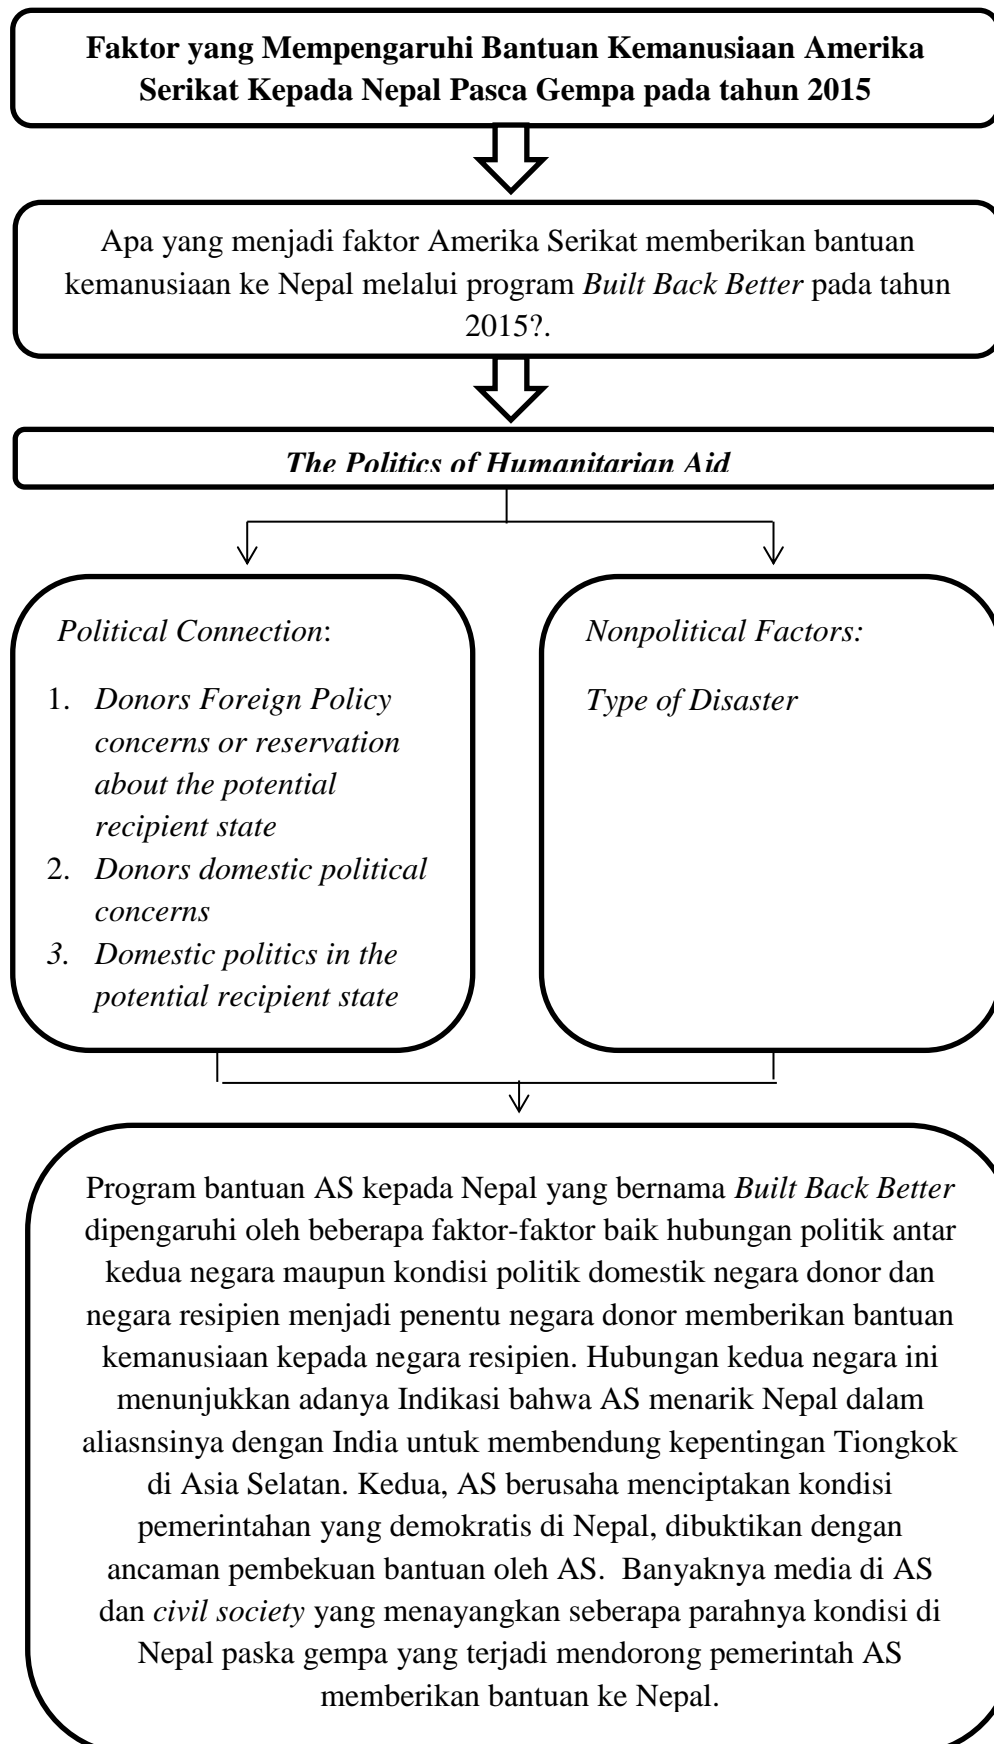 Faktor yang Mempengaruhi Bantuan Kemanusiaan Amerika
Serikat Kepada Nepal Pasca Gempa pada tahun 2015
Apa yang menjadi faktor Amerika Serikat memberikan bantuan
kemanusiaan ke Nepal melalui program Built Back Better pada tahun
2015?.
The Politics of Humanitarian Aid
Political Connection:
1. Donors Foreign Policy
concerns or reservation
about the potential
recipient state
2. Donors domestic political
concerns
3. Domestic politics in the
potential recipient state
Nonpolitical Factors:
Type of Disaster
Program bantuan AS kepada Nepal yang bernama Built Back Better
dipengaruhi oleh beberapa faktor-faktor baik hubungan politik antar
kedua negara maupun kondisi politik domestik negara donor dan
negara resipien menjadi penentu negara donor memberikan bantuan
kemanusiaan kepada negara resipien. Hubungan kedua negara ini
menunjukkan adanya Indikasi bahwa AS menarik Nepal dalam
aliasnsinya dengan India untuk membendung kepentingan Tiongkok
di Asia Selatan. Kedua, AS berusaha menciptakan kondisi
pemerintahan yang demokratis di Nepal, dibuktikan dengan
ancaman pembekuan bantuan oleh AS.  Banyaknya media di AS
dan civil society yang menayangkan seberapa parahnya kondisi di
Nepal paska gempa yang terjadi mendorong pemerintah AS
memberikan bantuan ke Nepal.